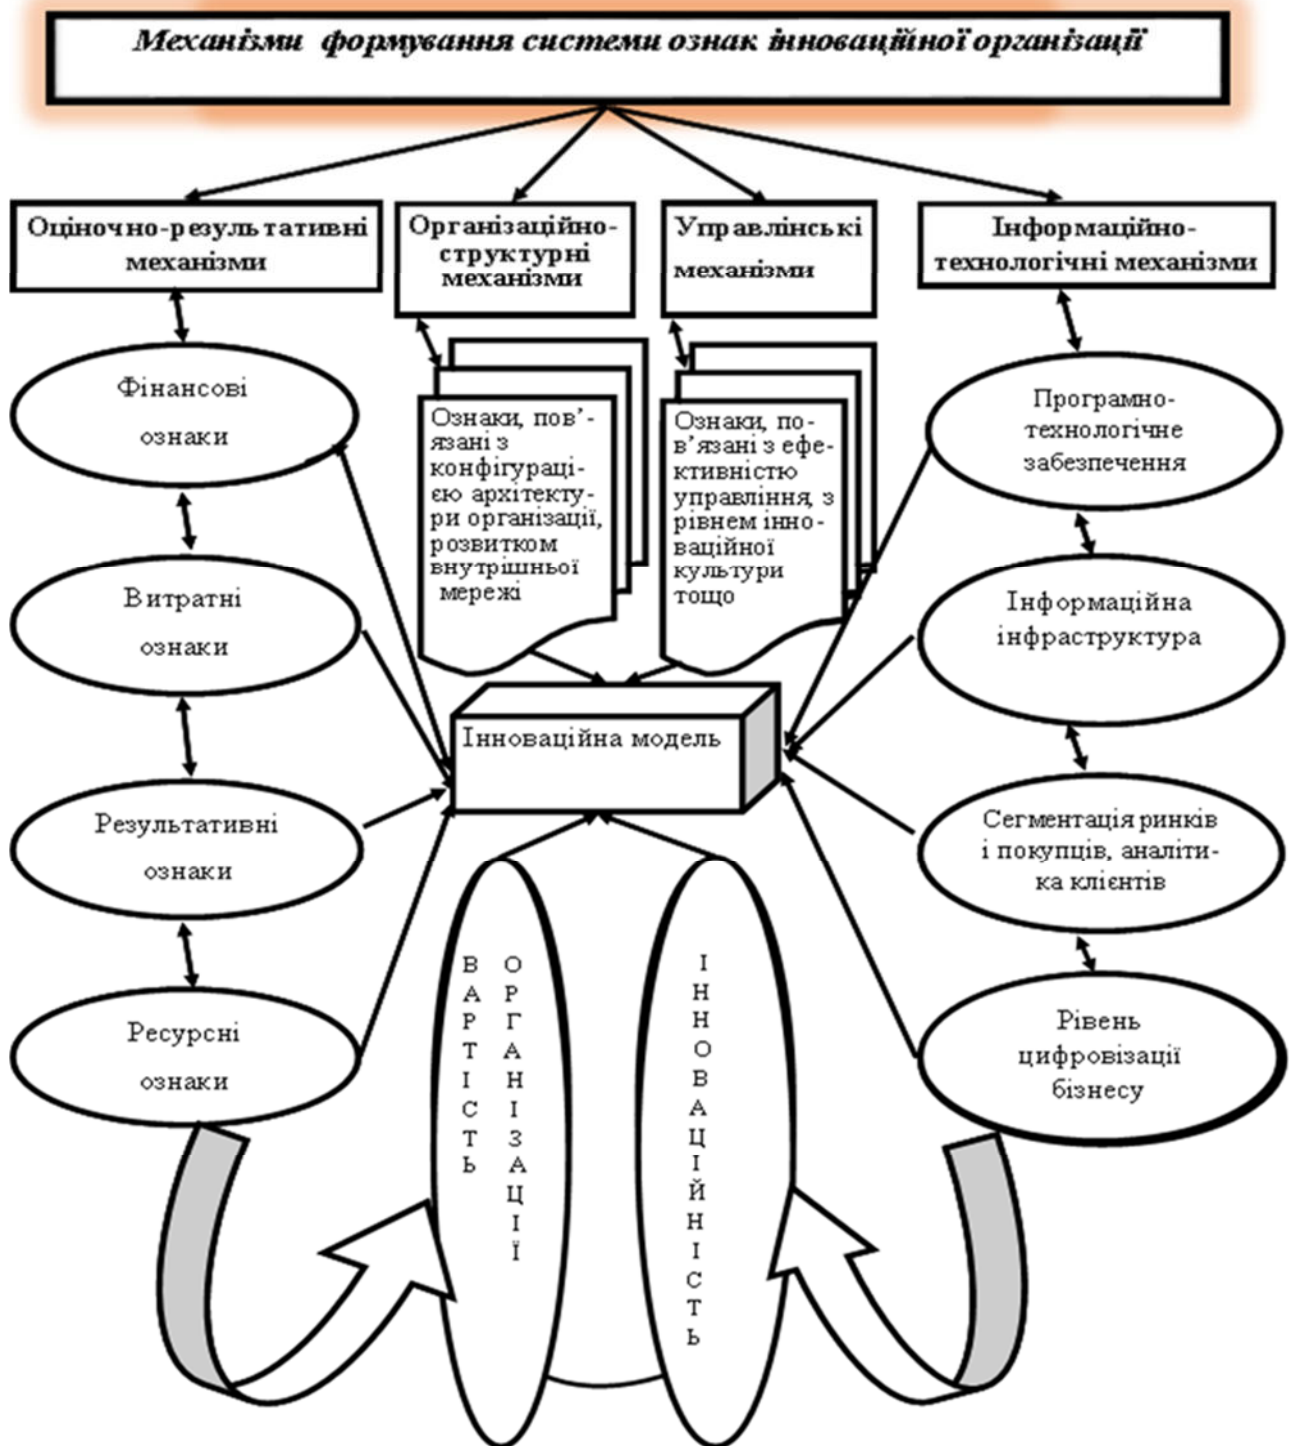 Механізми формування системи ознак інноваційної організації
Оціночно-результативні
механізми
Організаційно-
структурні
механізми
Управлінські
механізми
Інформаційно-
технологічні механізми
Фінансові
ознаки
Витратні
ознаки
Результативні
ознаки
Ресурсні
ознаки
Ознаки, пов’-
язані з
конфігураці-
єю архітекту-
ри організації,
розвитком
внутрішньої
мережі
Ознаки, по-
в’язані з ефе-
ктивністю
управління, з
рівнем інно-
ваційної
культури
тощо
Програмно-
технологічне
забезпечення
Інформаційна
інфраструктура
Сегментація ринків
і покупців, аналіти-
ка клієнтів
Рівень
цифровізації
бізнесу
Інноваційна модель
ВАРТІСТЬ
ОРГАНІЗАЦІЇ
ІННОВАЦІЙНІСТЬ